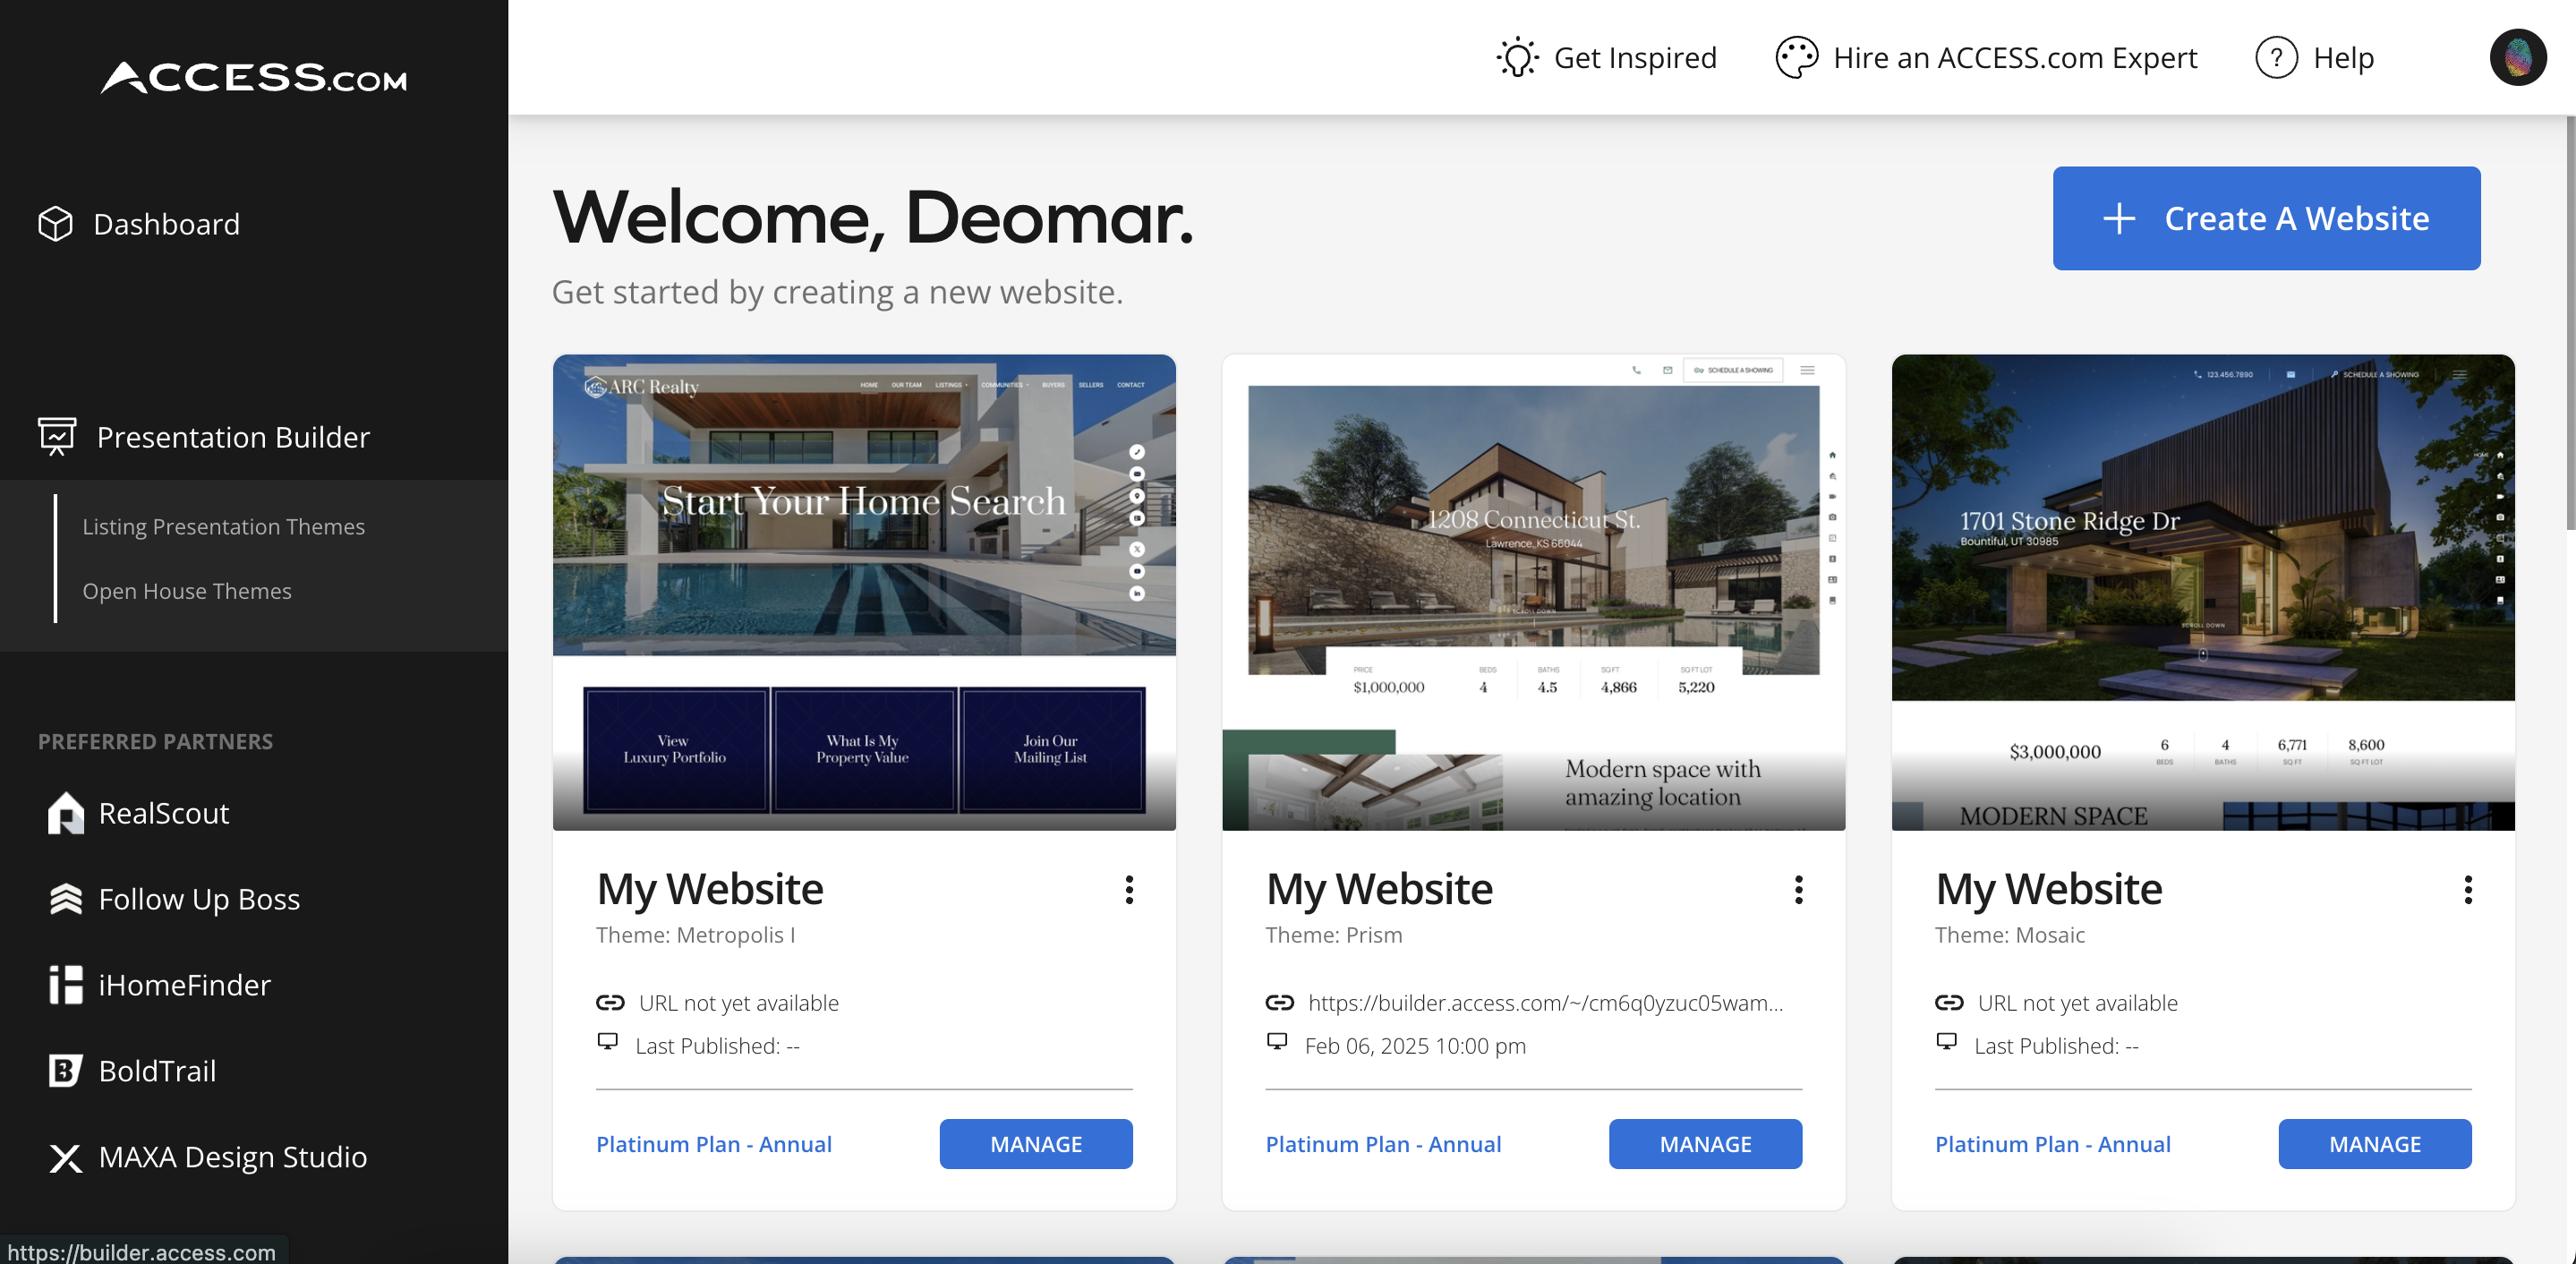 ACCESS.COM
Get Inspired
Hire an ACCESS.com Expert
Help
Dashboard
Presentation Builder
Listing Presentation Themes
Open House Themes
PREFERRED PARTNERS
RealScout
Follow Up Boss
iHomeFinder
BoldTrail
MAXA Design Studio
https://builder.access.com
Welcome, Deomar.
Get started by creating a new website.
Create A Website
ARC Realty
HOME OUR TEAM LISTINGS COMMUNITIES BUYERS SELLERS CONTACT
Start Your Home Search
View
Luxury Portfolio
What Is My
Property Value
Join Our
Mailing List
My Website
Theme: Metropolis I
URL not yet available
Last Published: --
Platinum Plan - Annual
MANAGE
SCHEDULE A SHOWING
1208 Connecticut St.
Lawrence, KS 66044
SCROLL DOWN
PRICE BEDS BATHS SQ FT SQ FT LOT
$1,000,000 4 4.5 4,866 5,220
Modern space with
amazing location
My Website
Theme: Prism
https://builder.access.com/~/cm6q0yzuc05wam...
Feb 06, 2025 10:00 pm
Platinum Plan - Annual
MANAGE
123.456.7890
SCHEDULE A SHOWING
HOME
1701 Stone Ridge Dr
Bountiful, UT 30985
SCROLL DOWN
$3,000,000 6 4 6,771 8,600
BEDS BATHS SQ FT SQ FT LOT
MODERN SPACE
My Website
Theme: Mosaic
URL not yet available
Last Published: --
Platinum Plan - Annual
MANAGE